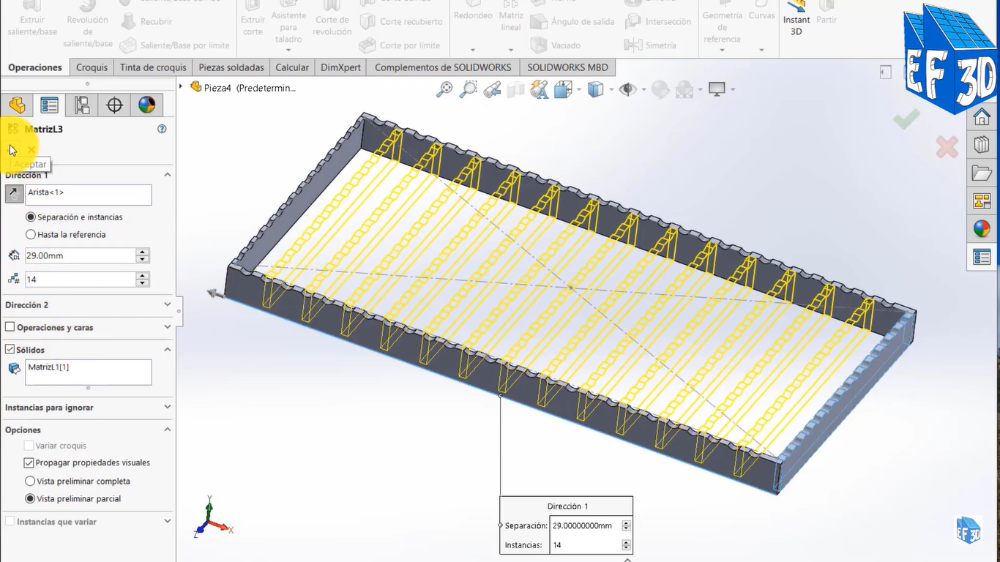 Extruir
saliente/base
Revolución
de
saliente/base
Recubrir
Saliente/Base por límite
Extruir
corte
Asistente
para
taladro
Corte de
revolución
Corte recubierto
Corte por límite
Redondeo
Matriz
lineal
Ángulo de salida
Vaciado
Intersección
Simetría
Geometría
de
referencia
Curvas
Instant
3D
Partir
EF 3D
Operaciones
Croquis
Tinta de croquis
Piezas soldadas
Calcular
DimXpert
Complementos de SOLIDWORKS
SOLIDWORKS MBD
Pieza4 (Predetermin...
MatrizL3
Aceptar
Dirección 1
Arista<1>
Separación e instancias
Hasta la referencia
D1
29.00mm
14
Dirección 2
Operaciones y caras
Sólidos
MatrizL1[1]
Instancias para ignorar
Opciones
Variar croquis
Propagar propiedades visuales
Vista preliminar completa
Vista preliminar parcial
Instancias que variar
Y
X
Z
Dirección 1
Separación: 29.00000000mm
Instancias: 14
EF 3D